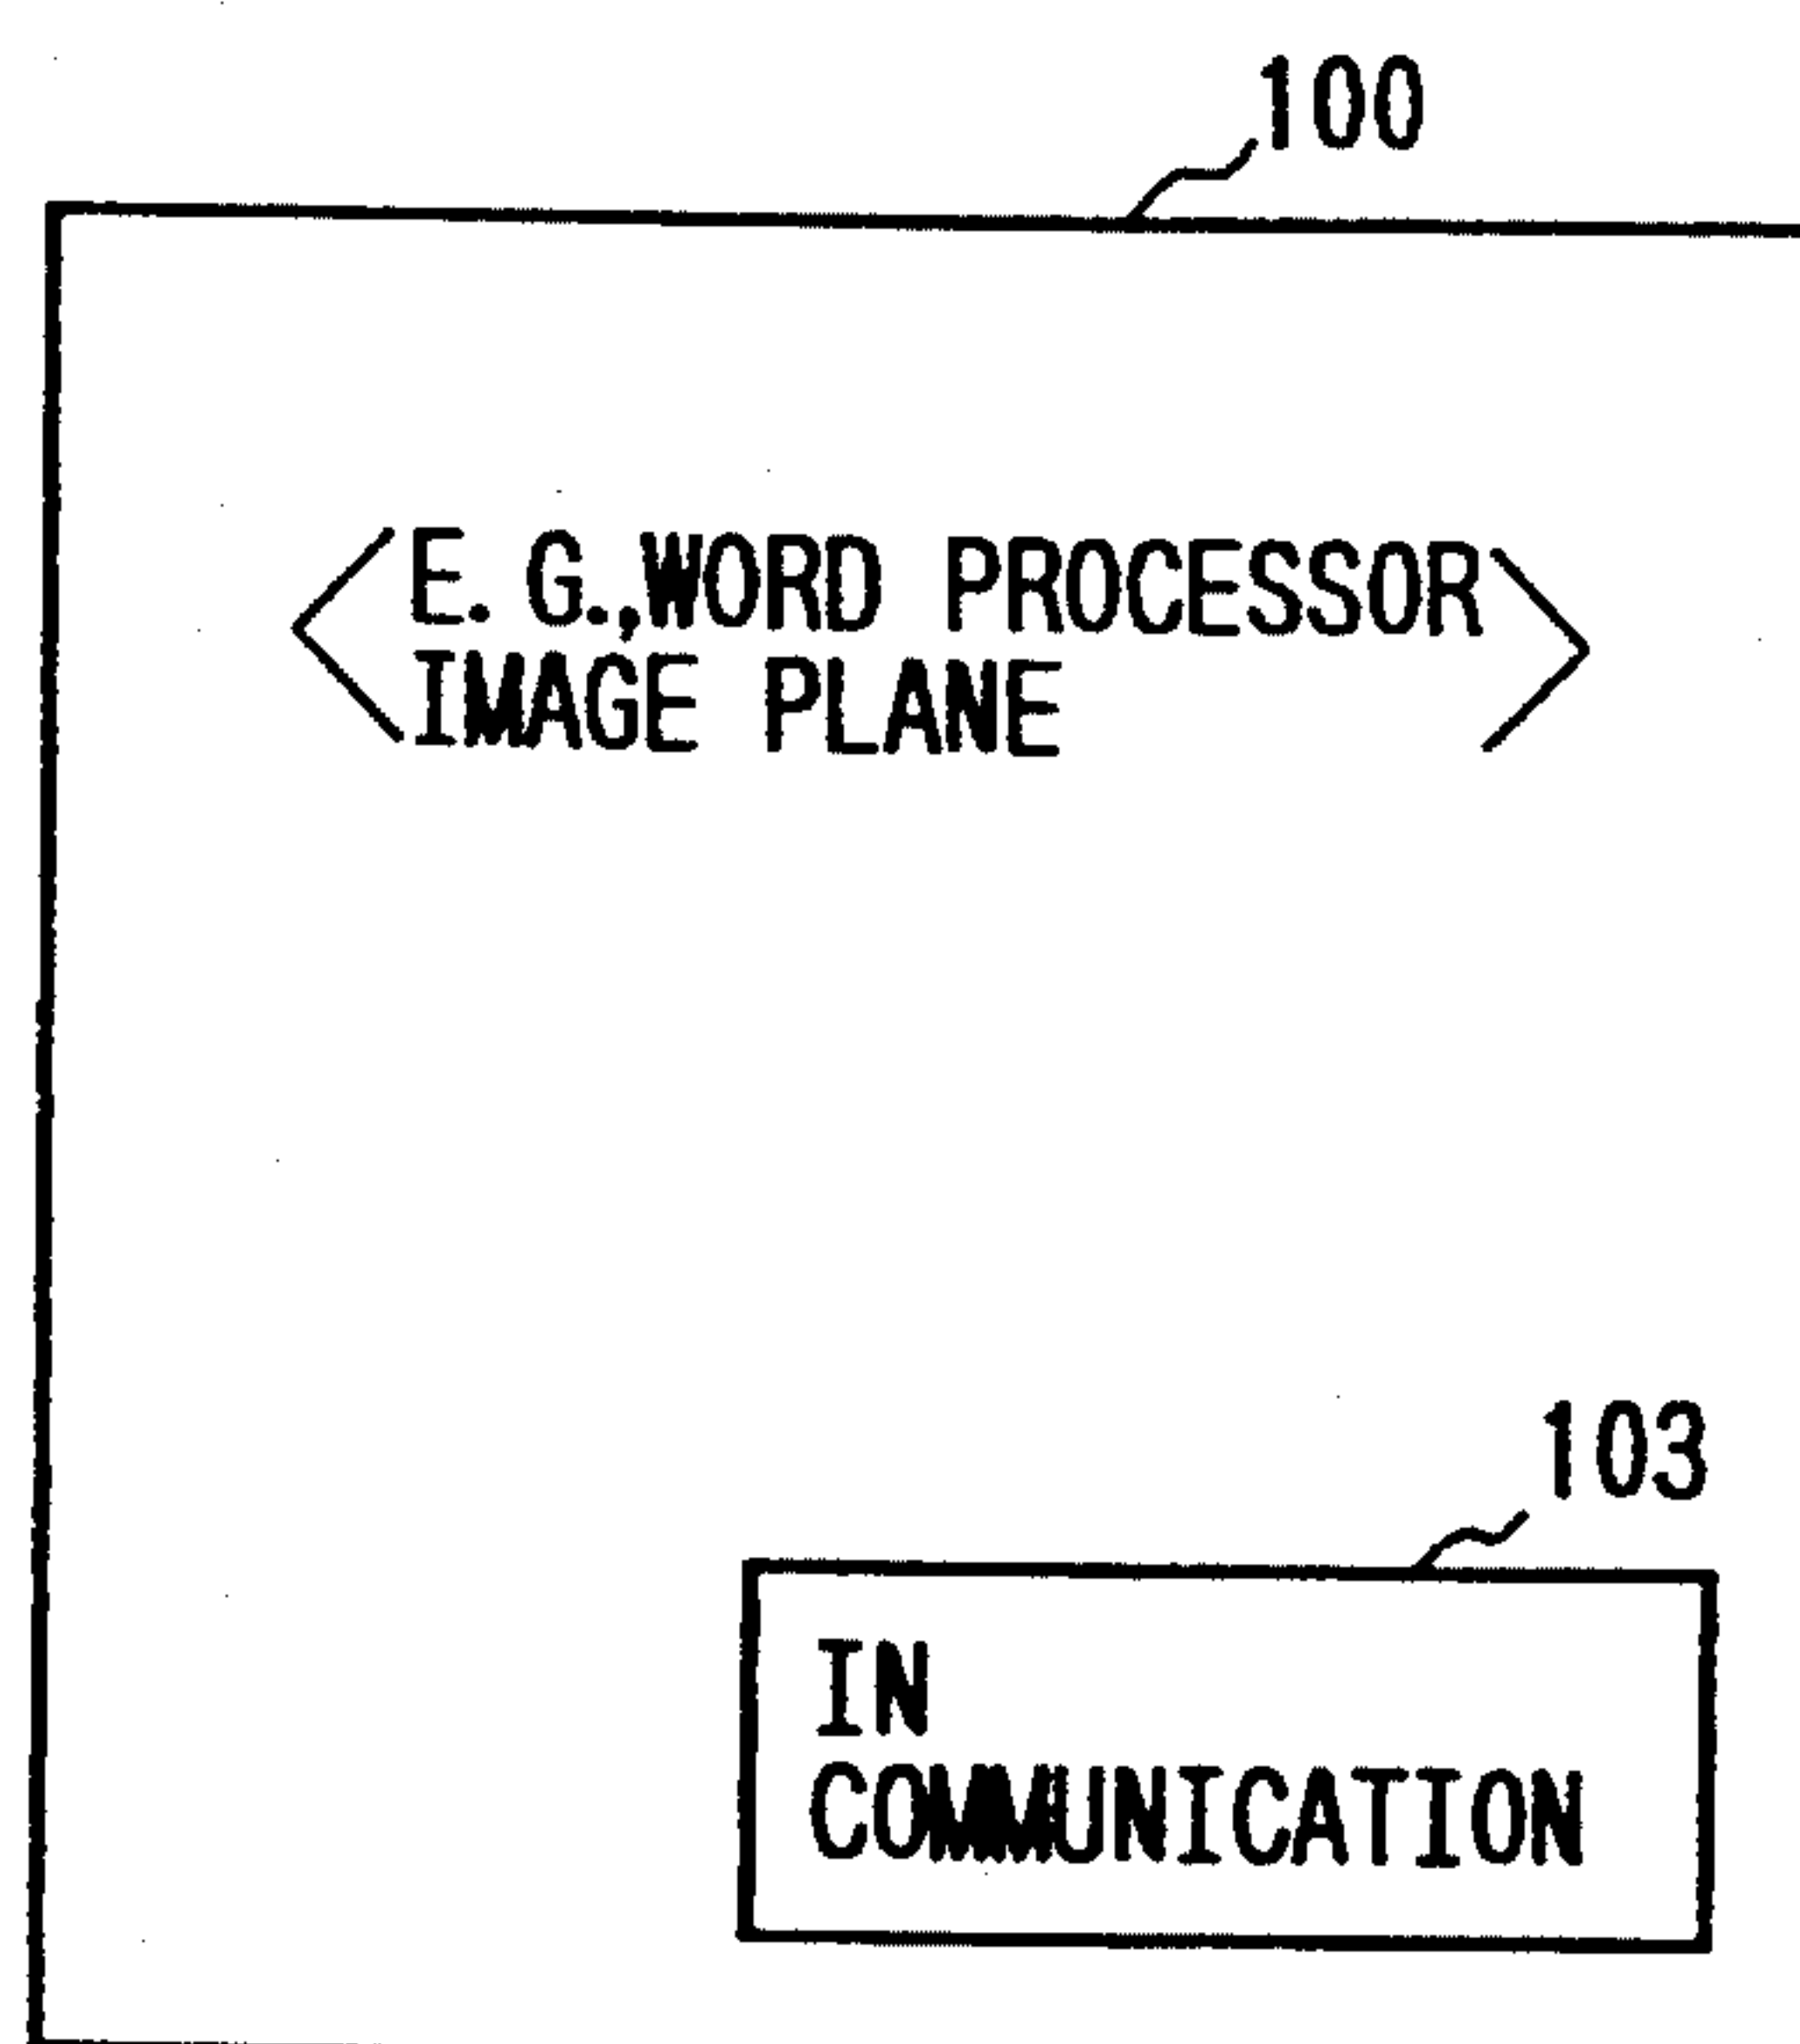 100
E. G., WORD PROCESSOR
IMAGE PLANE
103
IN
COMMUNICATION